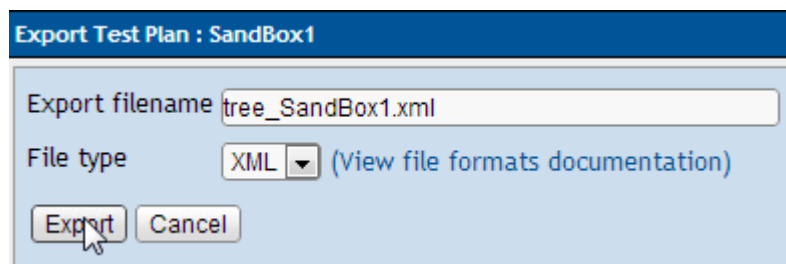 Export Test Plan : SandBox1
Export filename tree_SandBox1.xml
File type XML (View file formats documentation)
Export Cancel